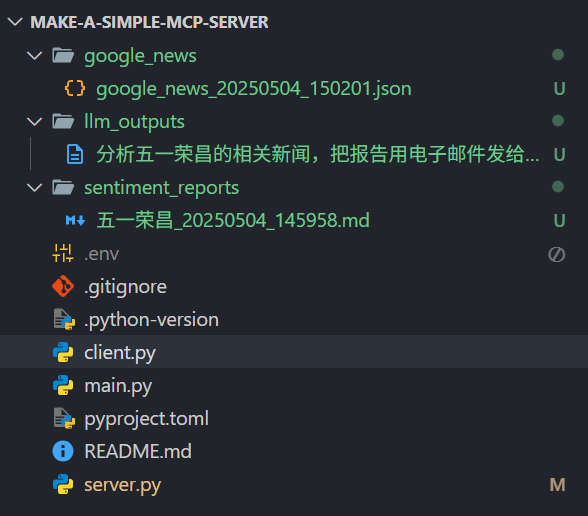 MAKE-A-SIMPLE-MCP-SERVER
google_news
google_news_20250504_150201.json U
llm_outputs
分析五一荣昌的相关新闻，把报告用电子邮件发给... U
sentiment_reports
五一荣昌_20250504_145958.md U
.env
.gitignore
.python-version
client.py
main.py
pyproject.toml
README.md
server.py M